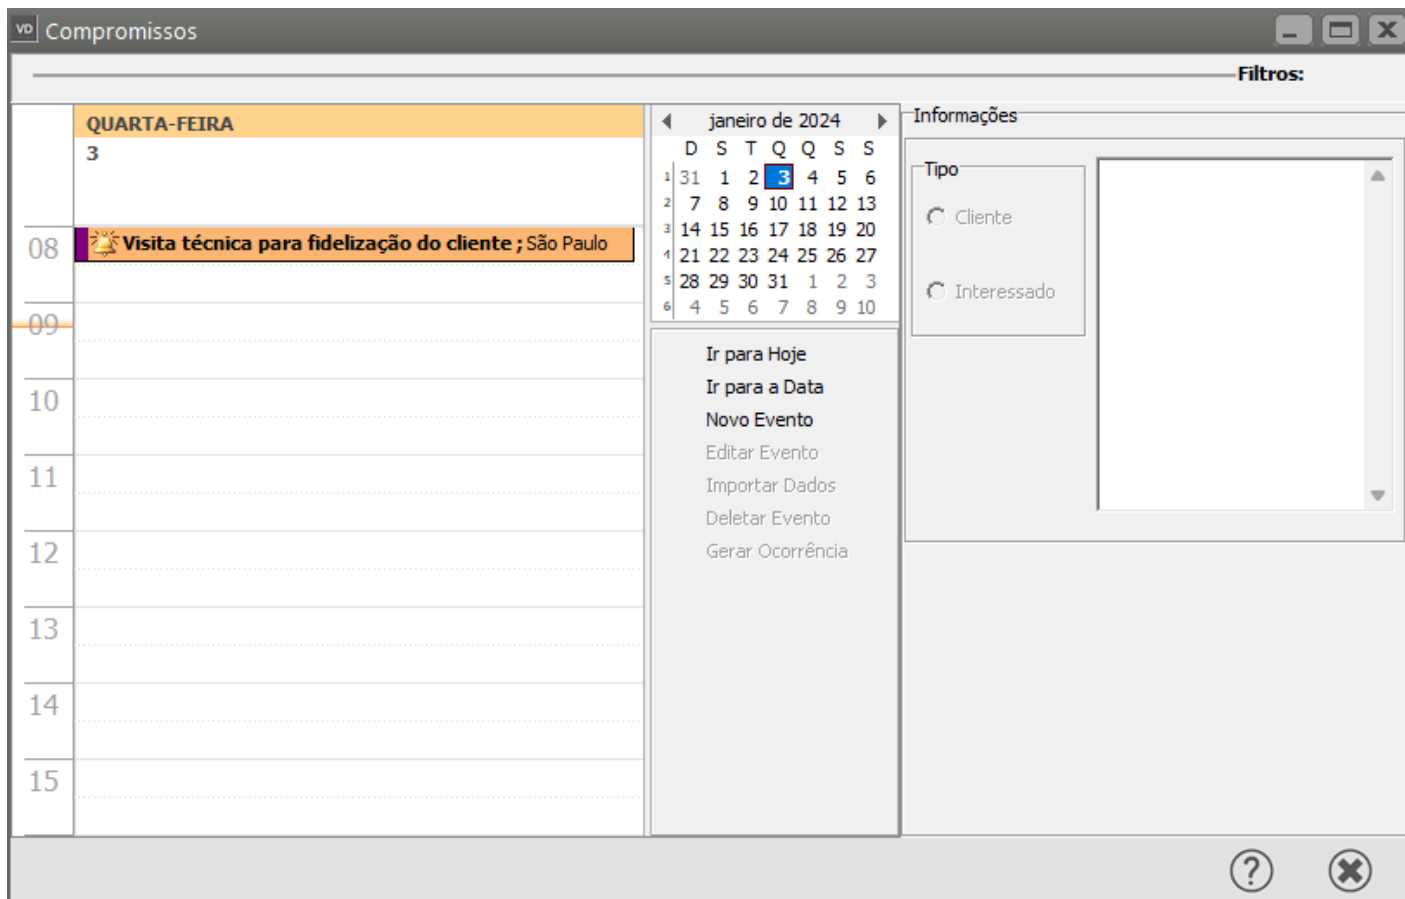 VD Compromissos
Filtros:
QUARTA-FEIRA
3
08
Visita técnica para fidelização do cliente ; São Paulo
09
10
11
12
13
14
15
janeiro de 2024
D S T Q Q S S
1 31 1 2 3 4 5 6
2 7 8 9 10 11 12 13
3 14 15 16 17 18 19 20
4 21 22 23 24 25 26 27
5 28 29 30 31 1 2 3
6 4 5 6 7 8 9 10
Ir para Hoje
Ir para a Data
Novo Evento
Editar Evento
Importar Dados
Deletar Evento
Gerar Ocorrência
Informações
Tipo
Cliente
Interessado
?